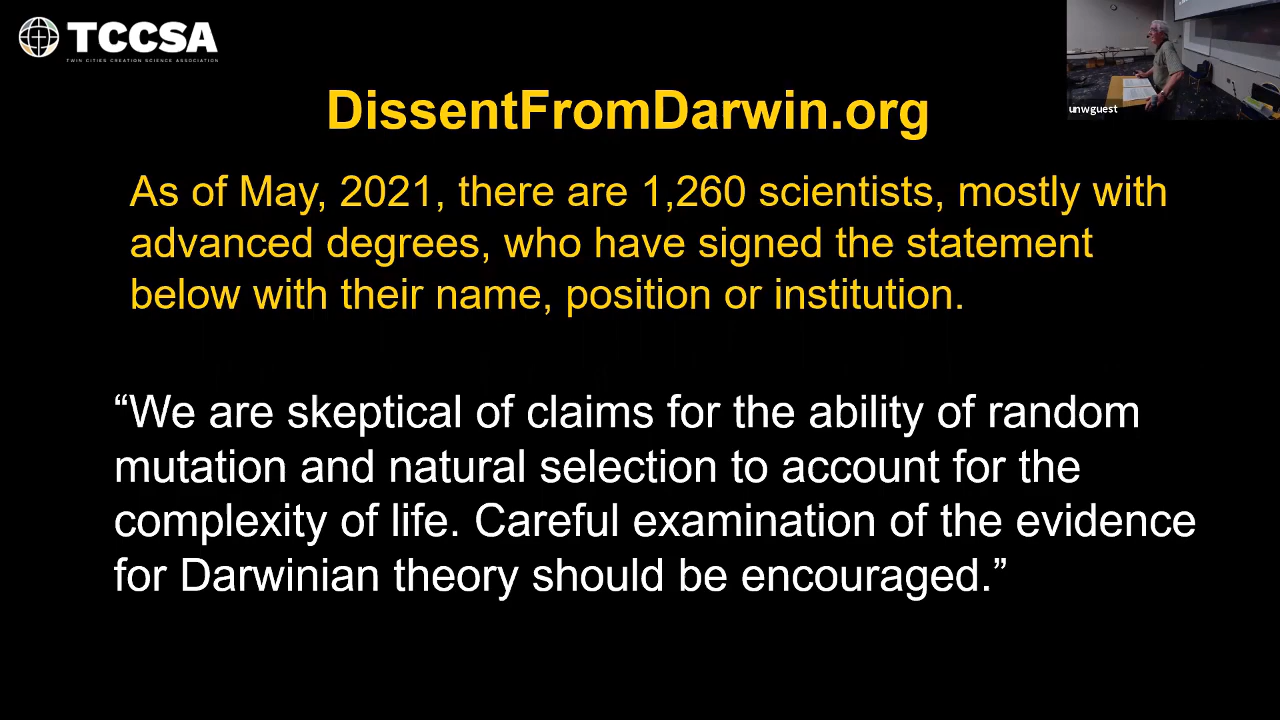 TCCSA
TWIN CITIES CREATION SCIENCE ASSOCIATION
unwguest
DissentFromDarwin.org
As of May, 2021, there are 1,260 scientists, mostly with
advanced degrees, who have signed the statement
below with their name, position or institution.
“We are skeptical of claims for the ability of random
mutation and natural selection to account for the
complexity of life. Careful examination of the evidence
for Darwinian theory should be encouraged.”